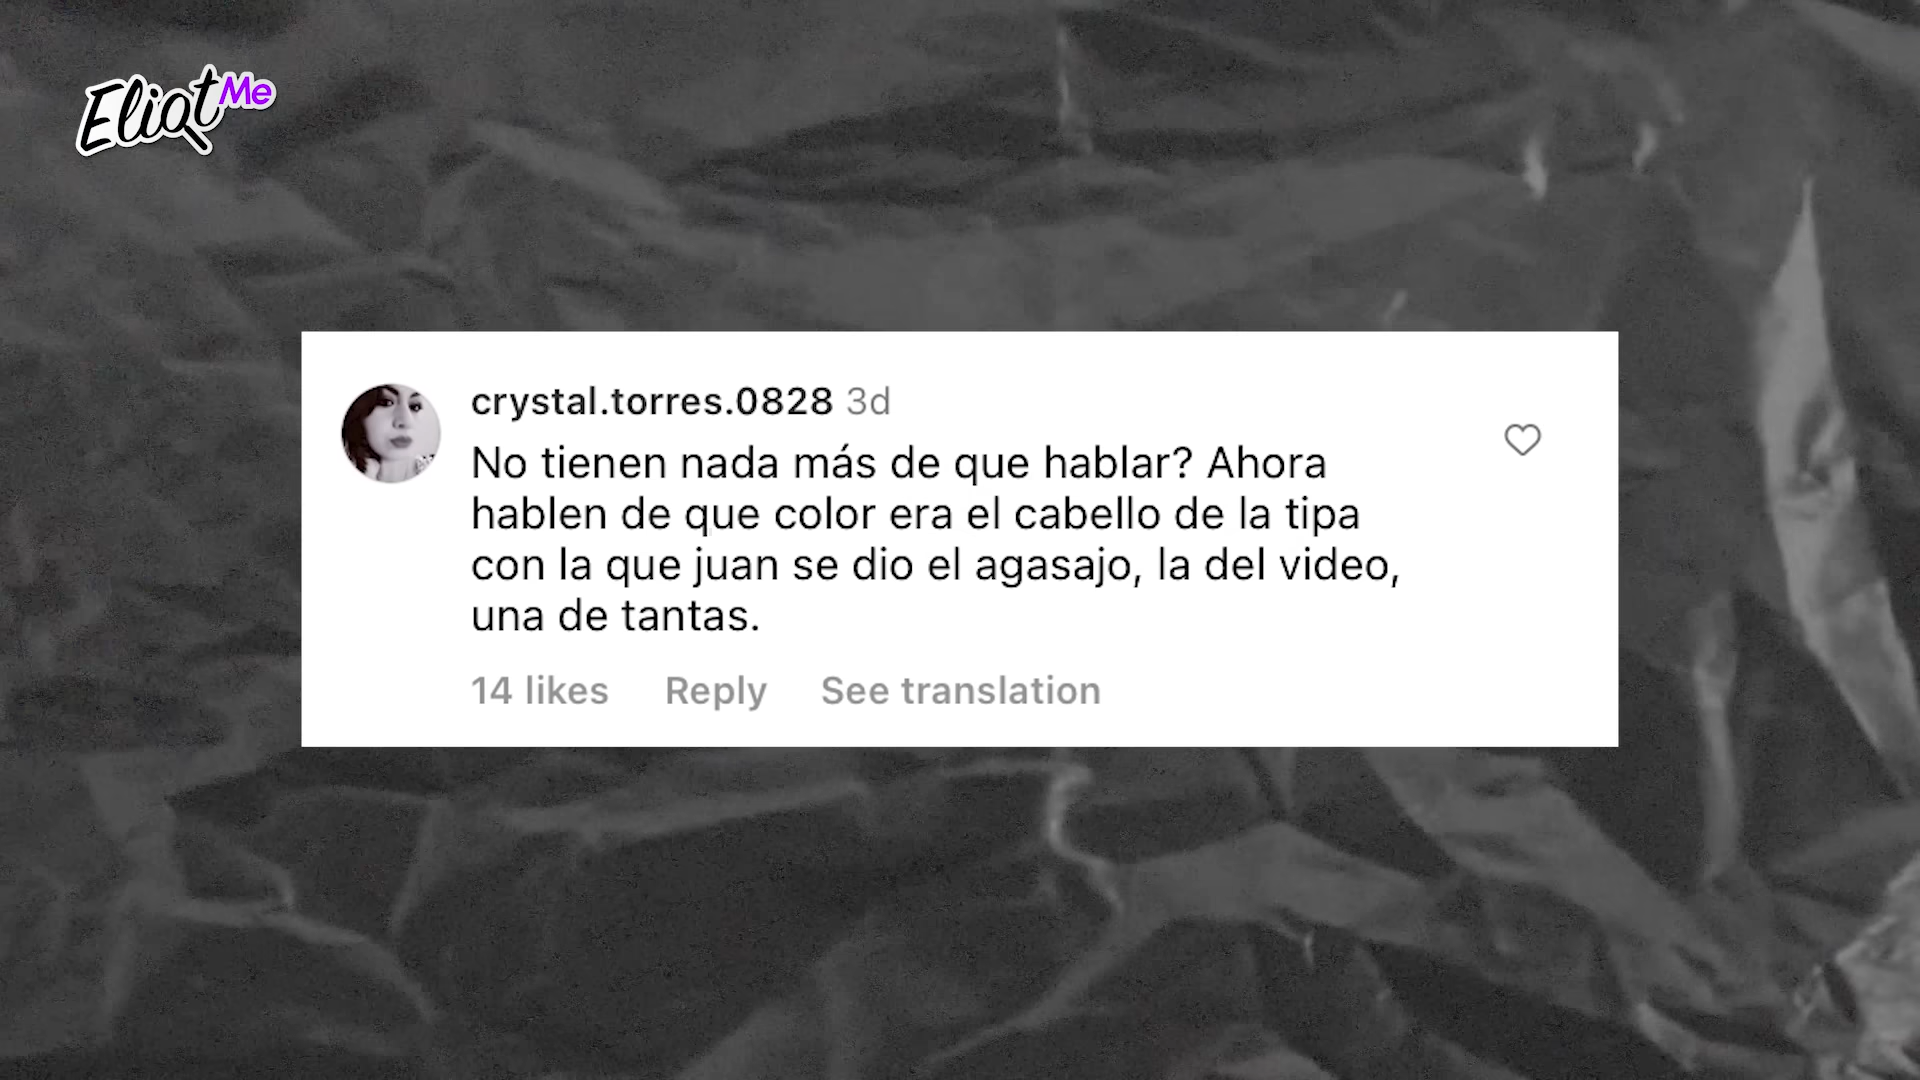 Eliot Me
crystal.torres.0828 3d
No tienen nada más de que hablar? Ahora
hablen de que color era el cabello de la tipa
con la que juan se dio el agasajo, la del video,
una de tantas.
14 likes Reply See translation